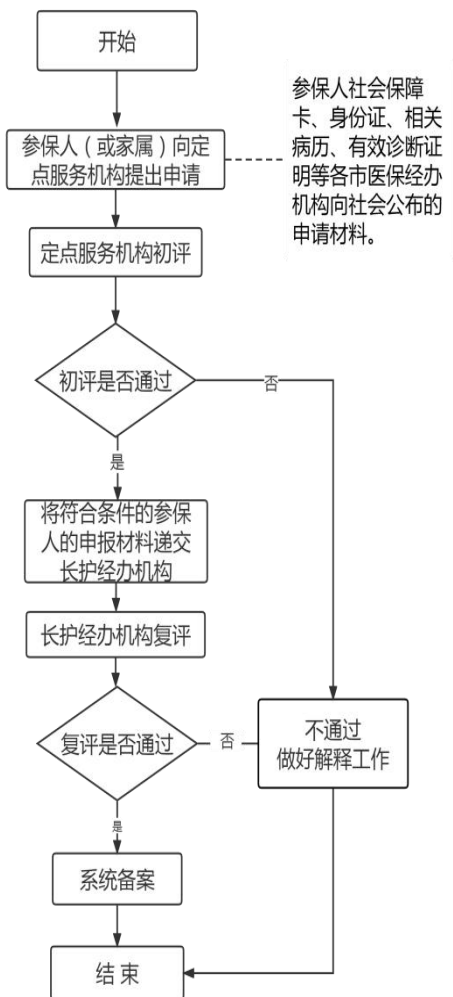 开始
参保人（或家属）向定
点服务机构提出申请
参保人社会保障
卡、身份证、相关
病历、有效诊断证
明等各市医保经办
机构向社会公布的
申请材料。
定点服务机构初评
初评是否通过
否
是
将符合条件的参保
人的申报材料递交
长护经办机构
长护经办机构复评
复评是否通过
否
不通过
做好解释工作
是
系统备案
结 束